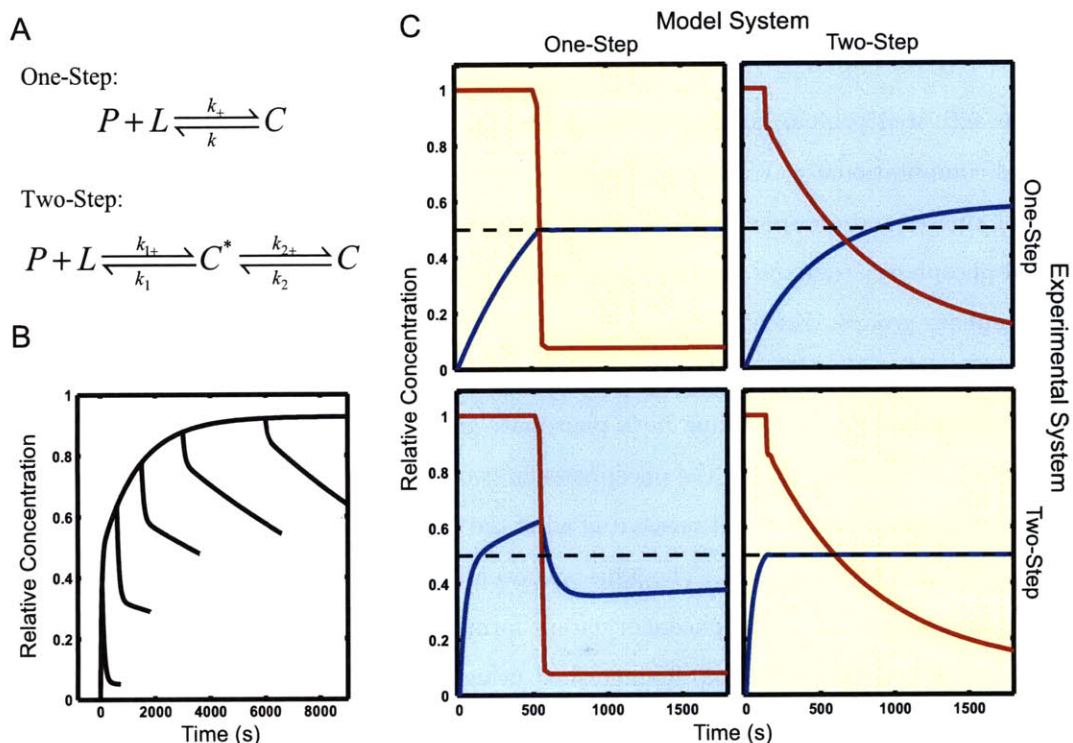 A
One-Step:
P + L ⇌ C
k₊
k
Two-Step:
P + L ⇌ C* ⇌ C
k₁₊ k₂₊
k₁ k₂
B
Relative Concentration
1
0.8
0.6
0.4
0.2
0
0 2000 4000 6000 8000
Time (s)
C
Model System
One-Step Two-Step
Relative Concentration
1
0.8
0.6
0.4
0.2
0
One-Step
Experimental System
Relative Concentration
1
0.8
0.6
0.4
0.2
0
Two-Step
0 500 1000 1500 0 500 1000 1500
Time (s)